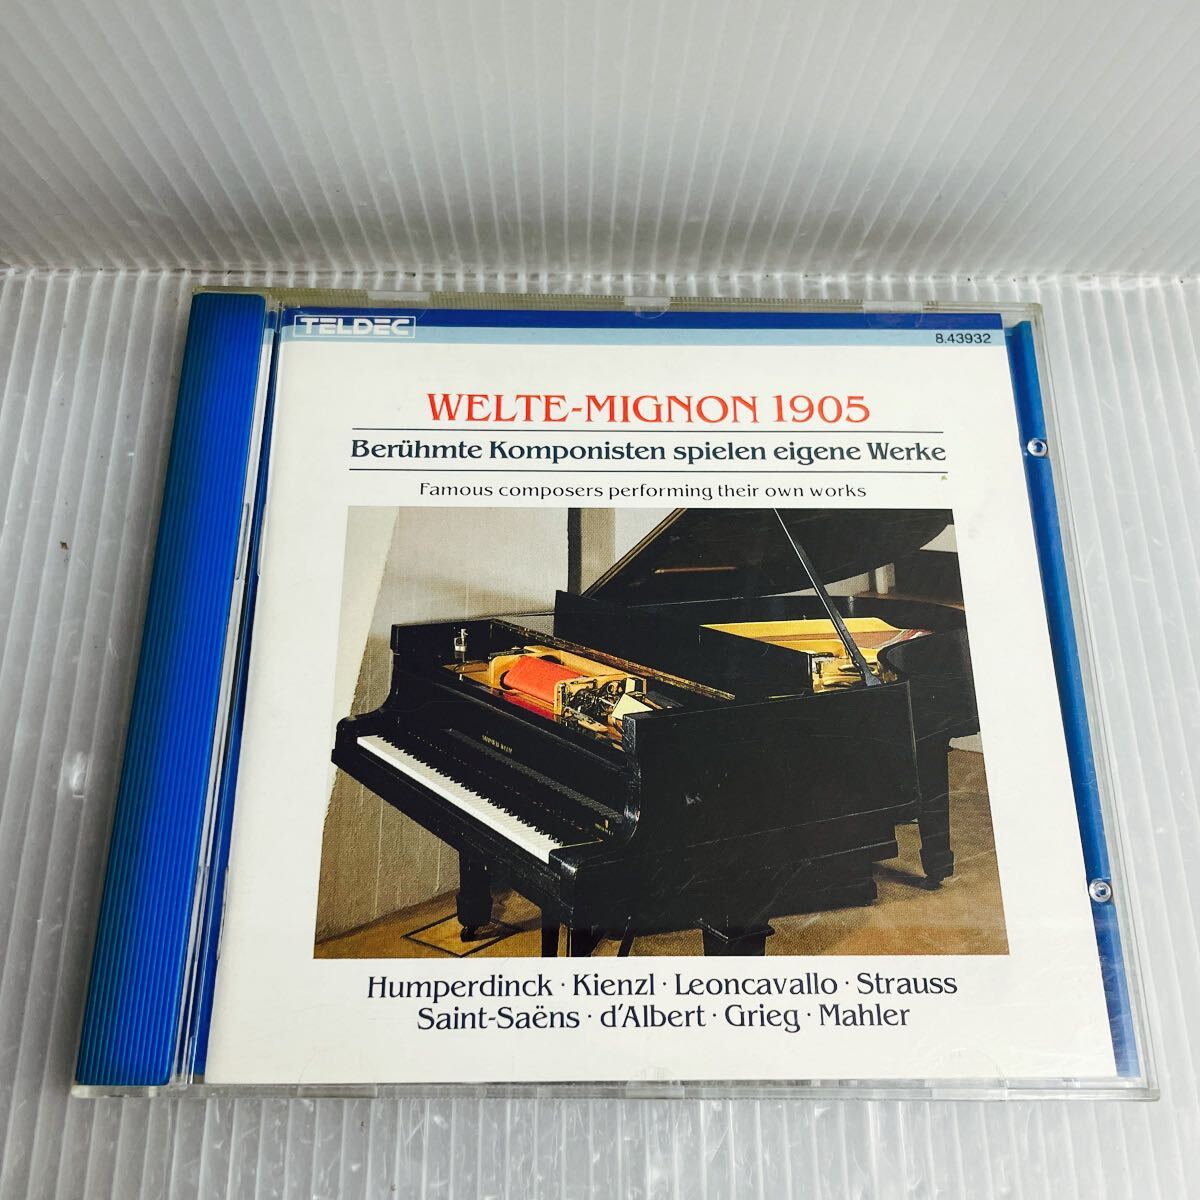 TELDEC
8.43932
WELTE-MIGNON 1905
Berühmte Komponisten spielen eigene Werke
Famous composers performing their own works
Humperdinck · Kienzl · Leoncavallo · Strauss
Saint-Saëns · d'Albert · Grieg · Mahler